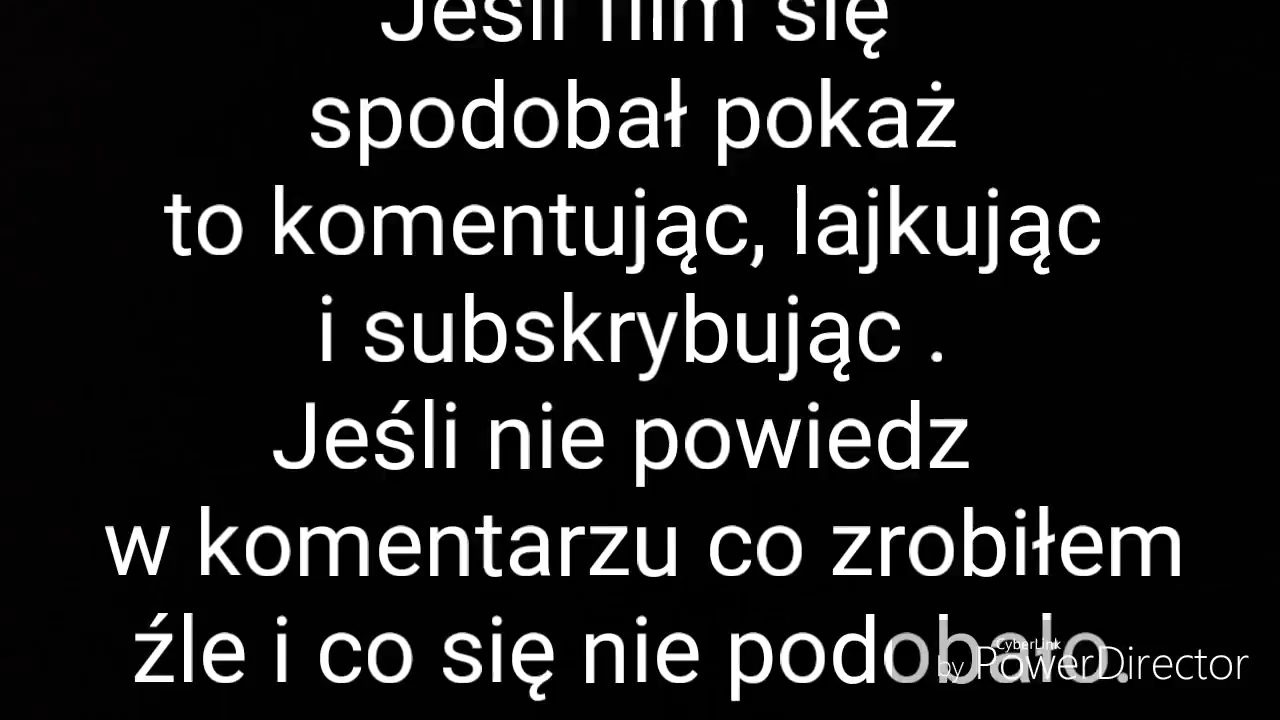 Jeśli film się
spodobał pokaż
to komentując, lajkując
i subskrybując .
Jeśli nie powiedz
w komentarzu co zrobiłem
źle i co się nie podobało.
CyberLink
by PowerDirector